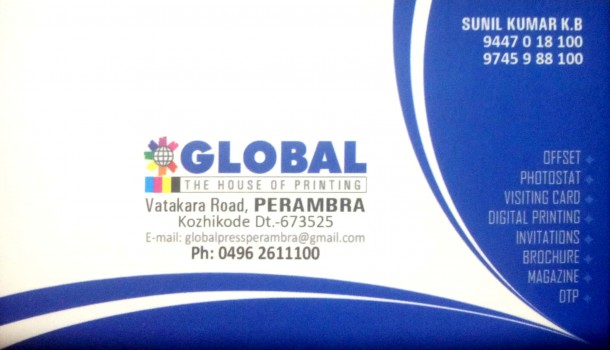 SUNIL KUMAR K.B
9447 0 18 100
9745 9 88 100
GLOBAL
THE HOUSE OF PRINTING
Vatakara Road, PERAMBRA
Kozhikode Dt.-673525
E-mail: globalpressperambra@gmail.com
Ph: 0496 2611100
OFFSET
PHOTOSTAT
VISITING CARD
DIGITAL PRINTING
INVITATIONS
BROCHURE
MAGAZINE
DTP